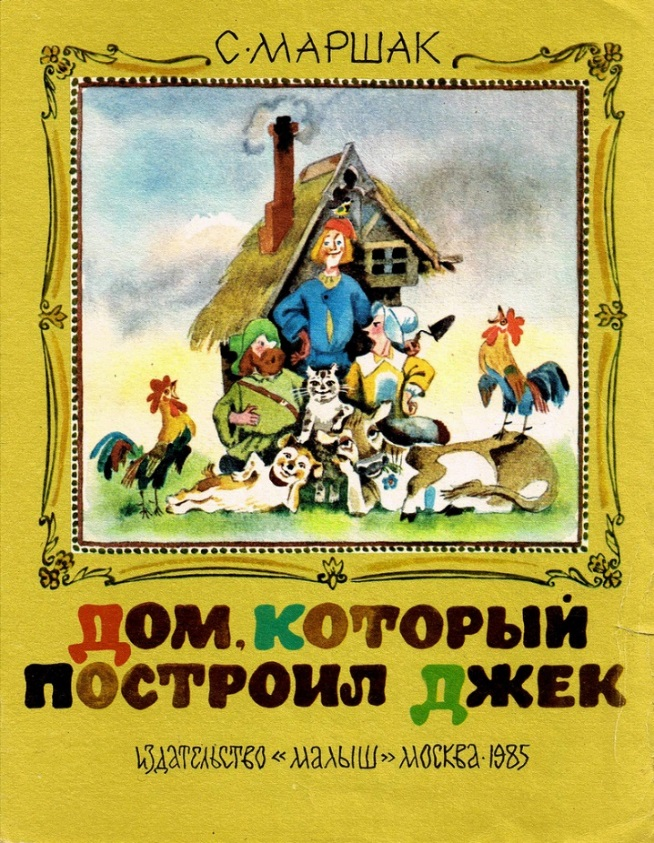 С·МАРШАК
ДОМ, КОТОРЫЙ
ПОСТРОИЛ ДЖЕК
ИЗДАТЕЛЬСТВО «МАЛЫШ» МОСКВА·1985